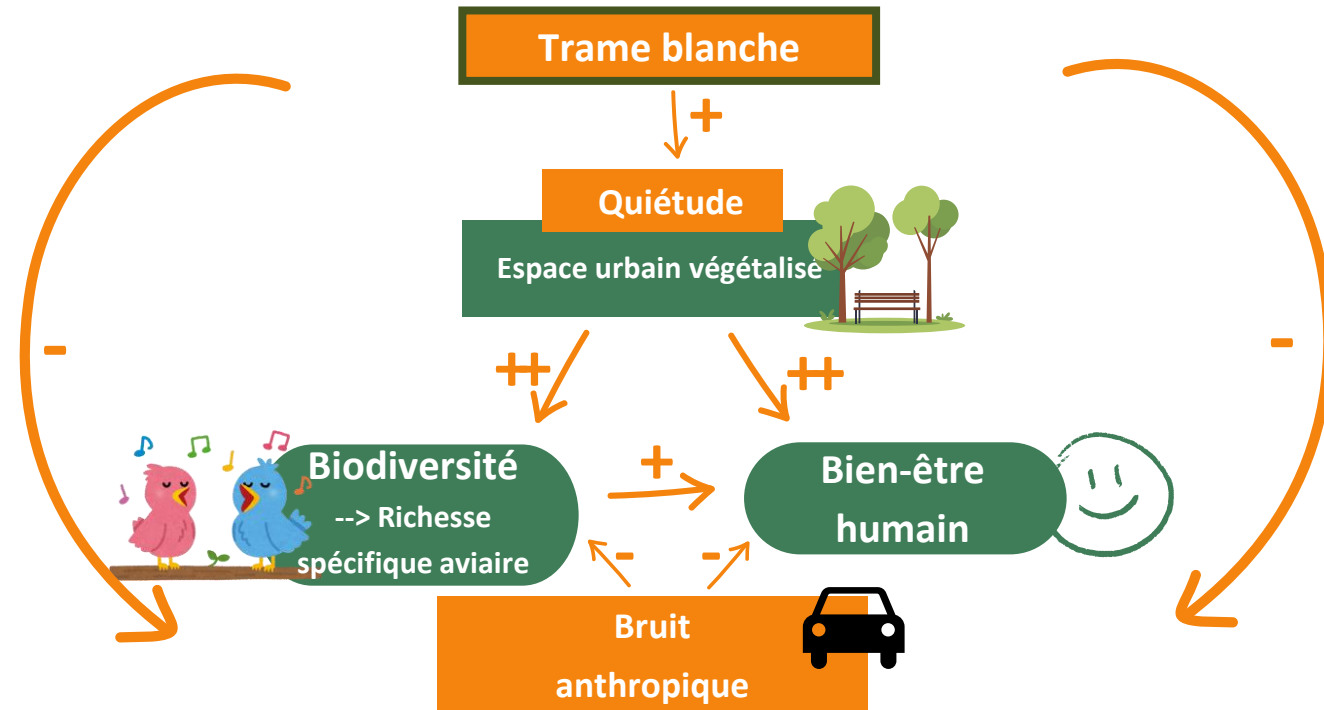 Trame blanche
+
Quiétude
Espace urbain végétalisé
-
-
++
++
Biodiversité
--> Richesse
spécifique aviaire
+
Bien-être
humain
-
-
Bruit
anthropique